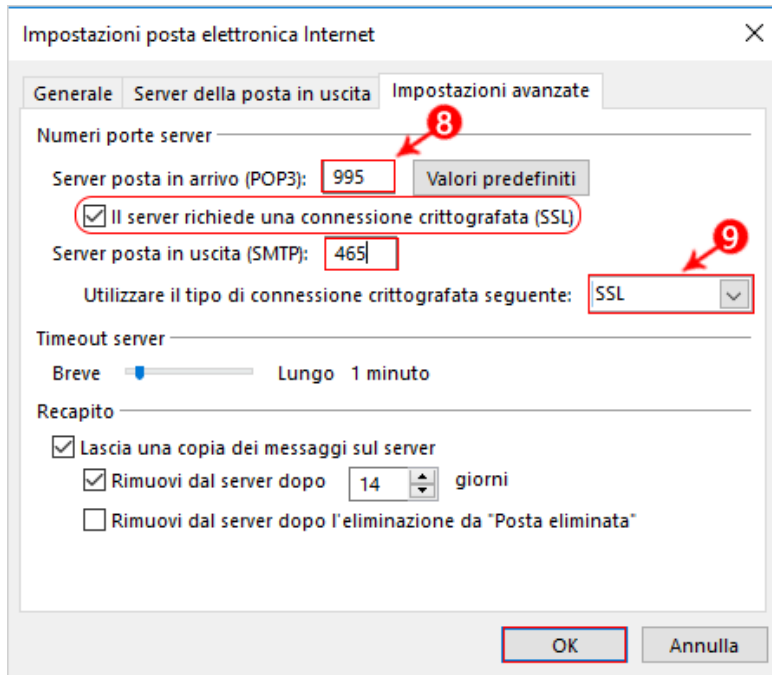 Impostazioni posta elettronica Internet
Generale Server della posta in uscita Impostazioni avanzate
8
Numeri porte server
Server posta in arrivo (POP3): 995 Valori predefiniti
Il server richiede una connessione crittografata (SSL)
9
Server posta in uscita (SMTP): 465
Utilizzare il tipo di connessione crittografata seguente: SSL
Timeout server
Breve Lungo 1 minuto
Recapito
Lascia una copia dei messaggi sul server
Rimuovi dal server dopo 14 giorni
Rimuovi dal server dopo l'eliminazione da "Posta eliminata"
OK Annulla